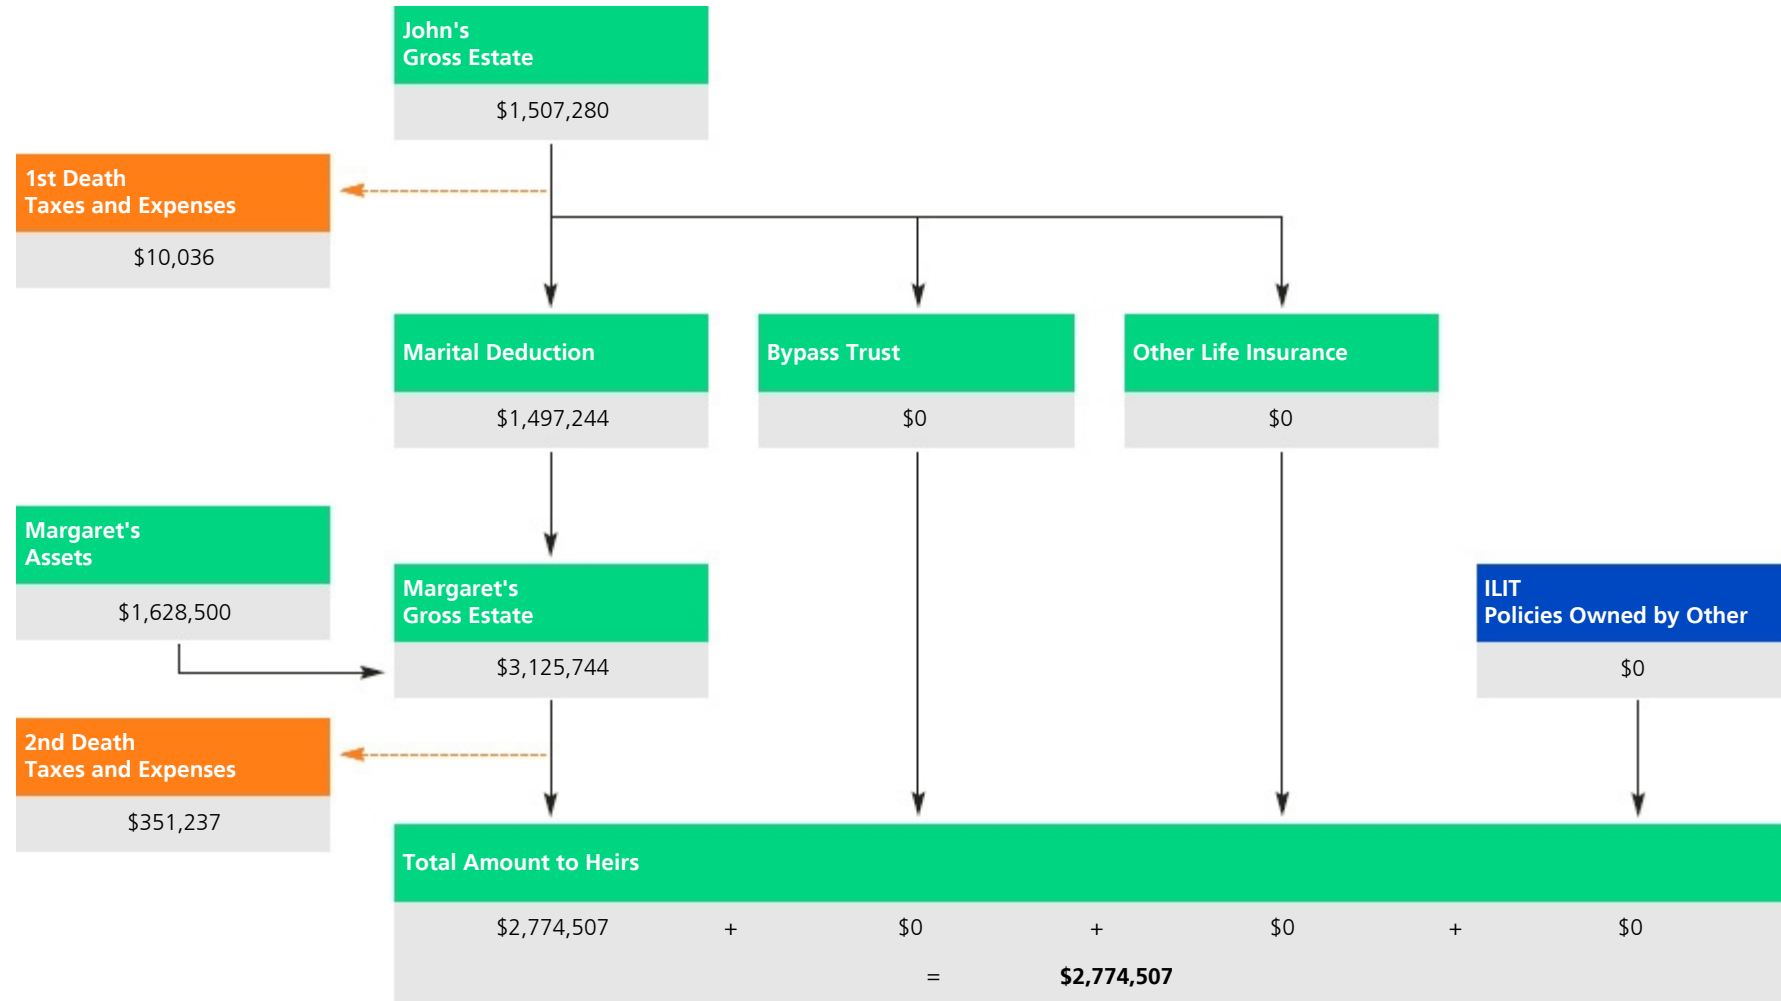 John's
Gross Estate
$1,507,280
1st Death
Taxes and Expenses
$10,036
Marital Deduction
$1,497,244
Bypass Trust
$0
Other Life Insurance
$0
Margaret's
Assets
$1,628,500
Margaret's
Gross Estate
$3,125,744
ILIT
Policies Owned by Other
$0
2nd Death
Taxes and Expenses
$351,237
Total Amount to Heirs
$2,774,507 + $0 + $0 + $0
= $2,774,507